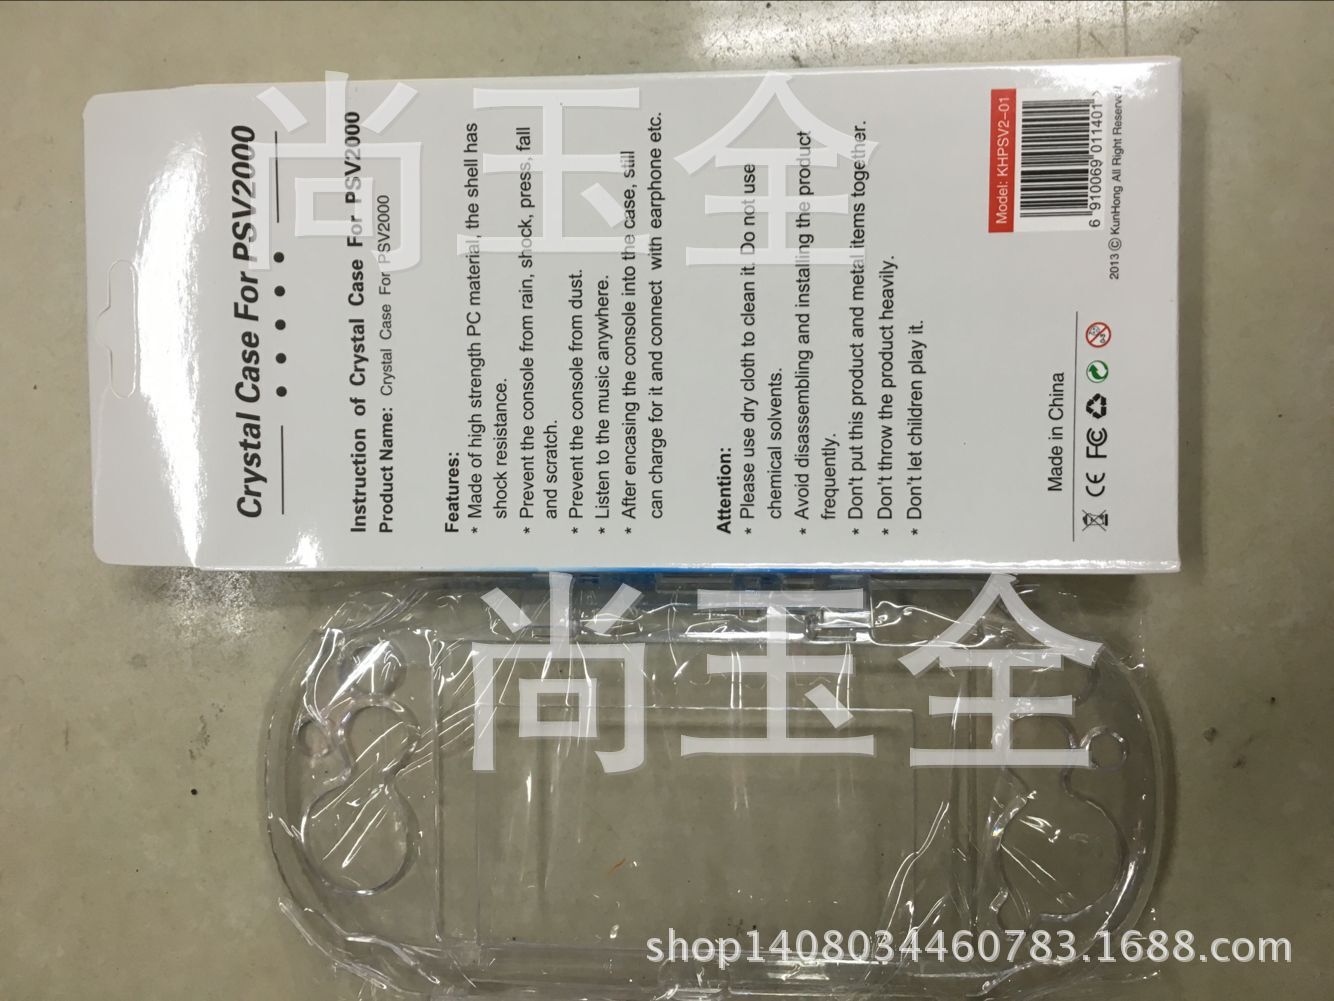 Crystal Case For PSV2000
Instruction of Crystal Case For PSV2000
Product Name: Crystal Case For PSV2000
Features:
* Made of high strength PC material, the shell has
shock resistance.
* Prevent the console from rain, shock, press, fall
and scratch.
* Prevent the console from dust.
* Listen to the music anywhere.
* After encasing the console into the case, still
can charge for it and connect with earphone etc.
Attention:
* Please use dry cloth to clean it. Do not use
chemical solvents.
* Avoid disassembling and installing the product
frequently.
* Don't put this product and metal items together.
* Don't throw the product heavily.
* Don't let children play it.
Made in China
CE FC 0-3
Model: KHPSV2-01
6 910069 011401 >
2013 © KunHong All Right Reserved
尚玉全
尚玉全
shop1408034460783.1688.com